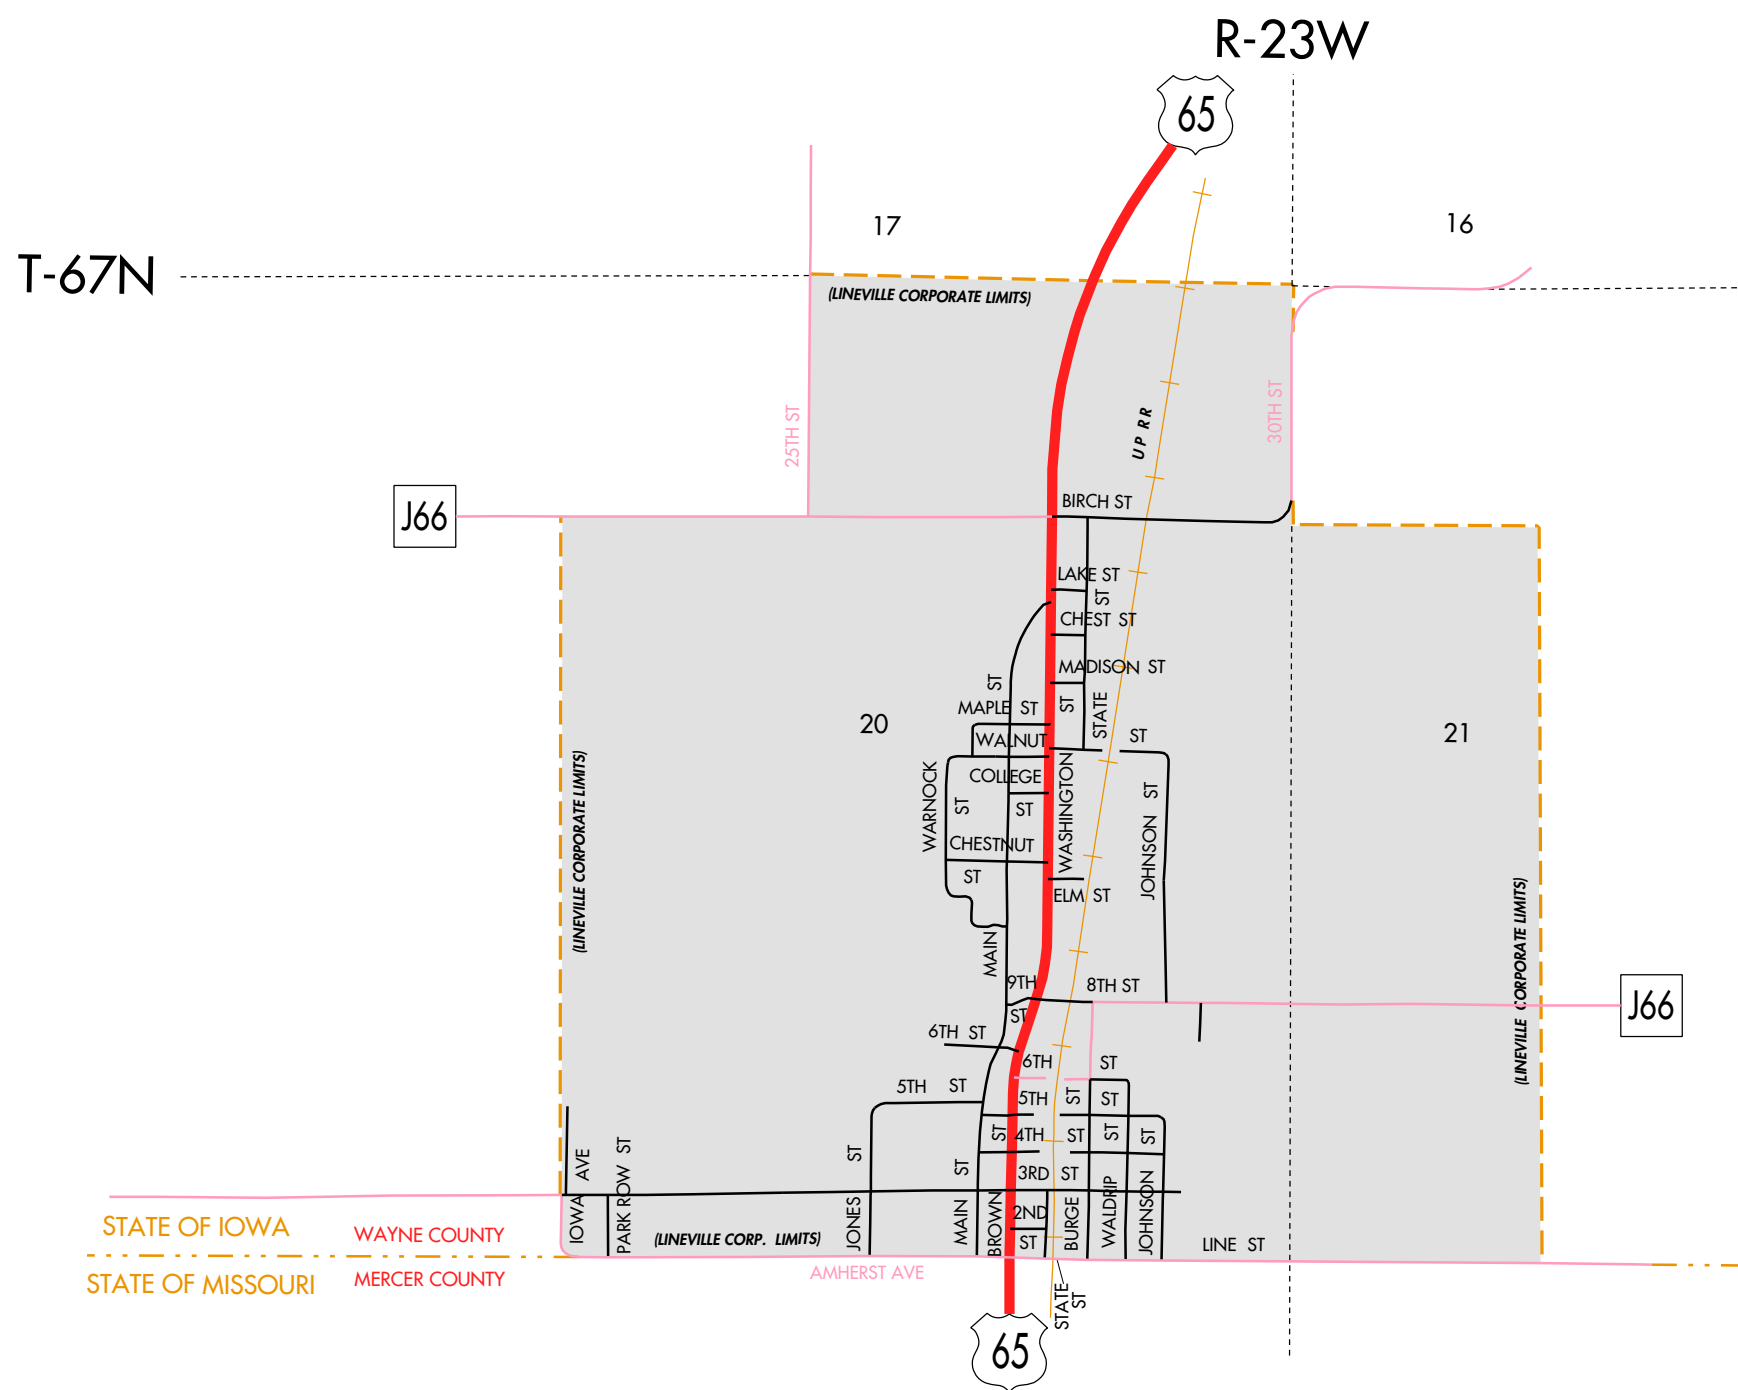 R-23W
65
17
16
T-67N
(LINEVILLE CORPORATE LIMITS)
25TH ST
30TH ST
UP RR
J66
BIRCH ST
LAKE ST
ST
CHEST ST
MADISON ST
ST
MAPLE ST
ST
STATE
20
21
WALNUT
ST
COLLEGE
ST
WARNOCK
ST
WASHINGTON
JOHNSON ST
CHESTNUT
ST
ELM ST
(LINEVILLE CORPORATE LIMITS)
(LINEVILLE CORPORATE LIMITS)
MAIN
9TH
ST
8TH ST
J66
6TH ST
6TH ST
5TH ST
5TH ST
ST
4TH ST
ST
ST
ST
3RD ST
IOWA AVE
PARK ROW ST
JONES ST
MAIN ST
BROWN
2ND
ST
BURGE
WALDRIP
JOHNSON
STATE OF IOWA
WAYNE COUNTY
(LINEVILLE CORP. LIMITS)
LINE ST
STATE OF MISSOURI
MERCER COUNTY
AMHERST AVE
STATE
ST
65